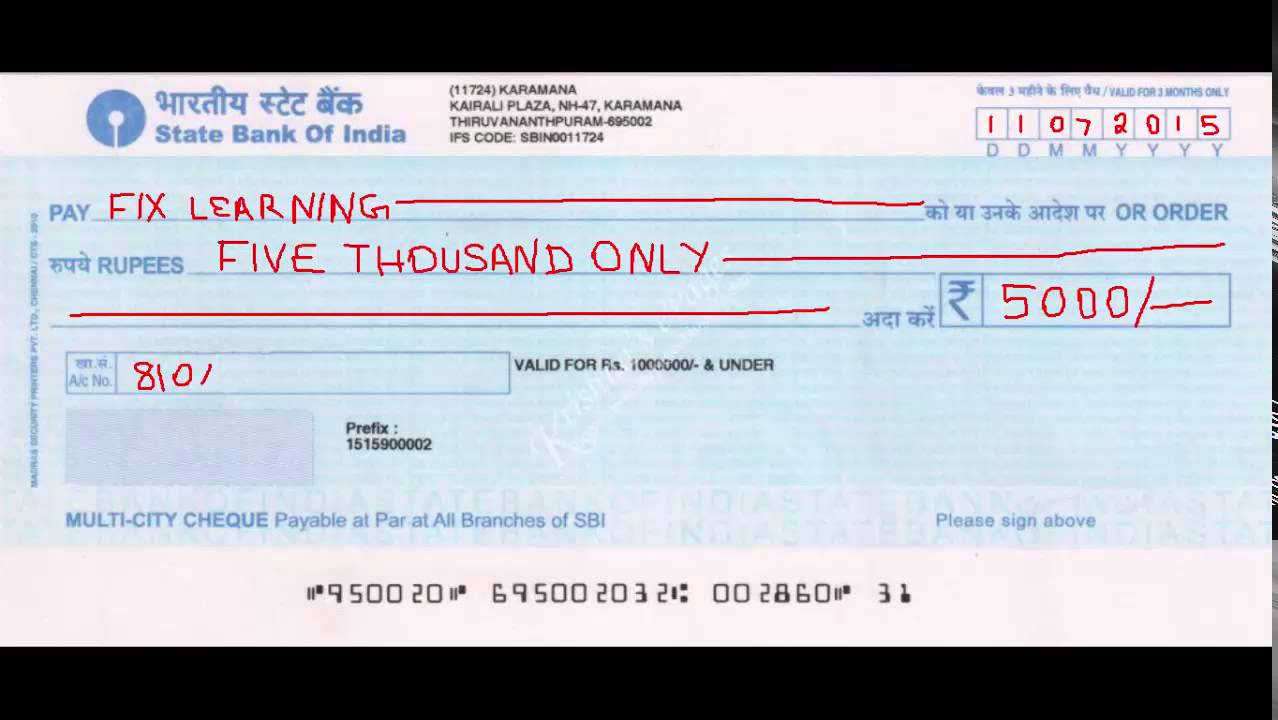 भारतीय स्टेट बैंक
State Bank Of India
(11724) KARAMANA
KAIRALI PLAZA, NH-47, KARAMANA
THIRUVANANTHPURAM-695002
IFS CODE: SBIN0011724
केवल 3 महीने के लिए वैध / VALID FOR 3 MONTHS ONLY
1 1 0 7 2 0 1 5
D D M M Y Y Y Y
PAY FIX LEARNING को या उनके आदेश पर OR ORDER
रुपये RUPEES FIVE THOUSAND ONLY
अदा करें ₹ 5000/-
खा.सं.
A/c No. 810/
VALID FOR Rs. 1000000/- & UNDER
Prefix :
1515900002
MADRAS SECURITY PRINTERS PVT. LTD., CHENNAI / CTS - 2010
MULTI-CITY CHEQUE Payable at Par at All Branches of SBI
Please sign above
⑈950020⑈ 695002032⑆ 002860⑈ 31